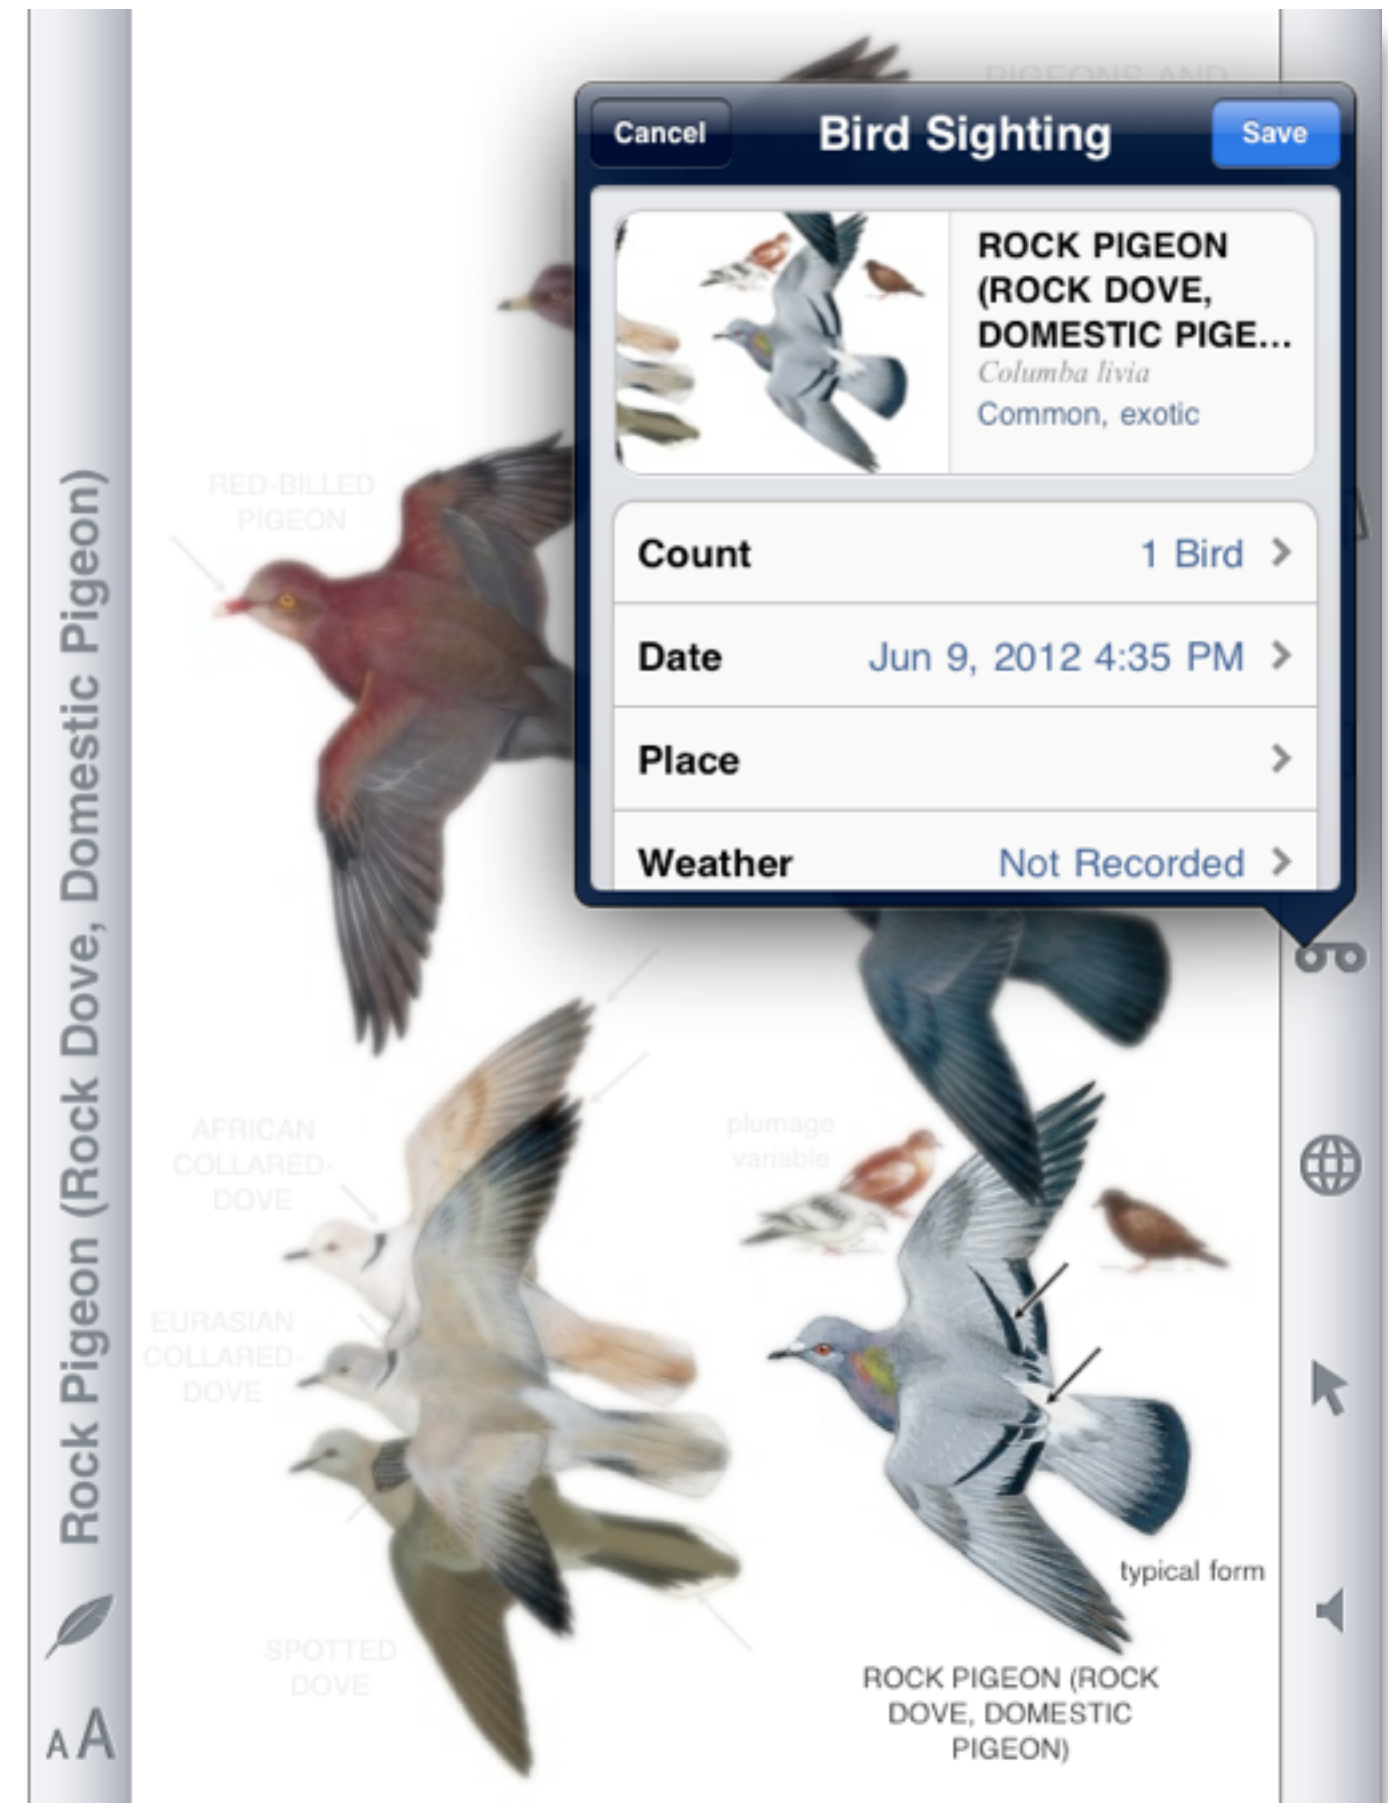 Rock Pigeon (Rock Dove, Domestic Pigeon)
AA
PIGEONS AND
Cancel
Bird Sighting
Save
ROCK PIGEON
(ROCK DOVE,
DOMESTIC PIGE...
Columba livia
Common, exotic
Count
1 Bird
Date
Jun 9, 2012 4:35 PM
Place
Weather
Not Recorded
RED-BILLED
PIGEON
AFRICAN
COLLARED-
DOVE
EURASIAN
COLLARED-
DOVE
SPOTTED
DOVE
plumage
variable
typical form
ROCK PIGEON (ROCK
DOVE, DOMESTIC
PIGEON)